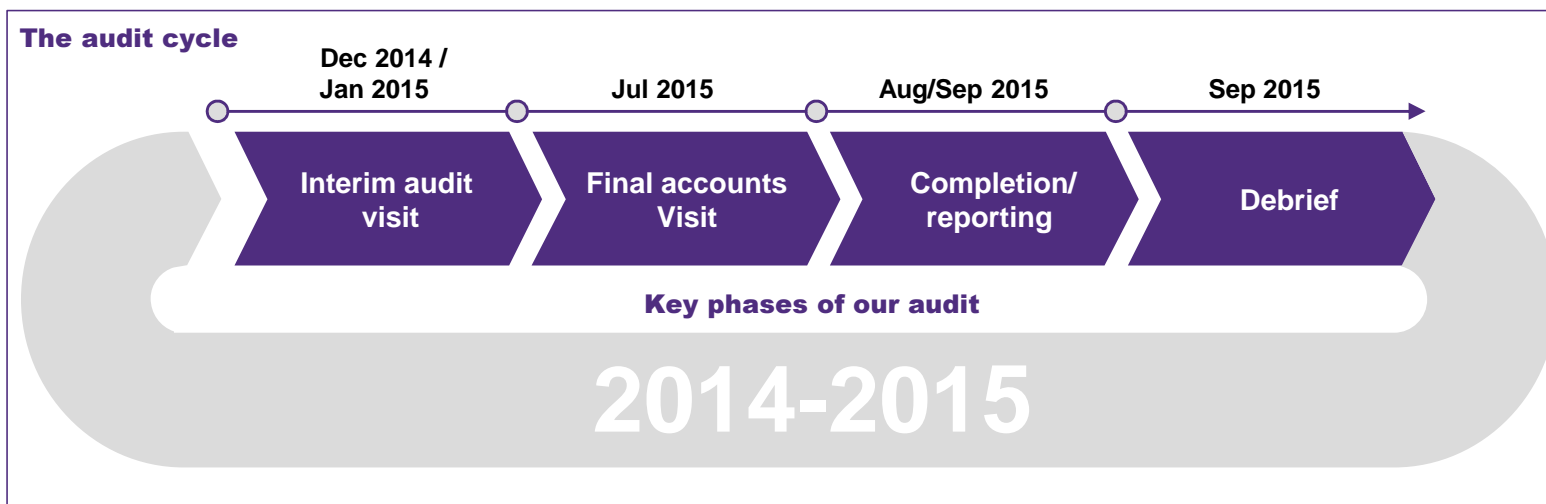 The audit cycle
Dec 2014 /
Jan 2015
Jul 2015
Aug/Sep 2015
Sep 2015
Interim audit
visit
Final accounts
Visit
Completion/
reporting
Debrief
Key phases of our audit
2014-2015